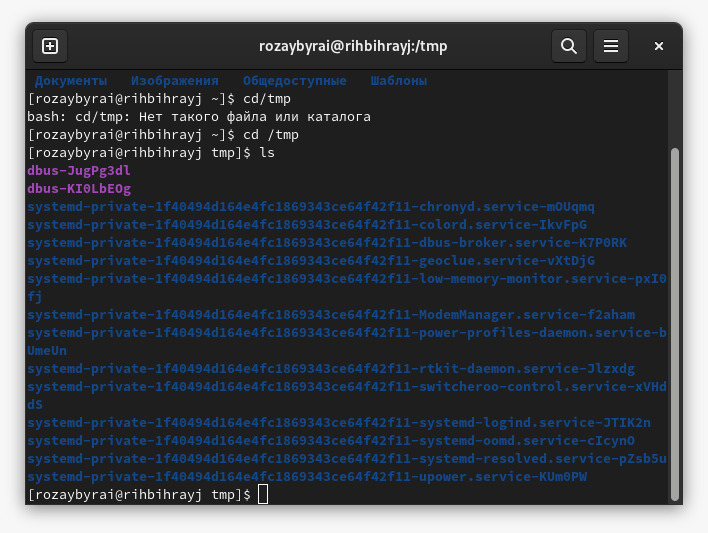 rozaybyrai@rihbihrayj:/tmp
Документы Изображения Общедоступные Шаблоны
[rozaybyrai@rihbihrayj ~]$ cd/tmp
bash: cd/tmp: Нет такого файла или каталога
[rozaybyrai@rihbihrayj ~]$ cd /tmp
[rozaybyrai@rihbihrayj tmp]$ ls
dbus-JugPg3dl
dbus-KI0LbEOg
systemd-private-1f40494d164e4fc1869343ce64f42f11-chronyd.service-mOUqmq
systemd-private-1f40494d164e4fc1869343ce64f42f11-colord.service-IkvFpG
systemd-private-1f40494d164e4fc1869343ce64f42f11-dbus-broker.service-K7P0RK
systemd-private-1f40494d164e4fc1869343ce64f42f11-geoclue.service-vXtDjG
systemd-private-1f40494d164e4fc1869343ce64f42f11-low-memory-monitor.service-pxI0
fj
systemd-private-1f40494d164e4fc1869343ce64f42f11-ModemManager.service-f2aham
systemd-private-1f40494d164e4fc1869343ce64f42f11-power-profiles-daemon.service-b
UmeUn
systemd-private-1f40494d164e4fc1869343ce64f42f11-rtkit-daemon.service-Jlzxdg
systemd-private-1f40494d164e4fc1869343ce64f42f11-switcheroo-control.service-xVHd
dS
systemd-private-1f40494d164e4fc1869343ce64f42f11-systemd-logind.service-JTIK2n
systemd-private-1f40494d164e4fc1869343ce64f42f11-systemd-oomd.service-cIcynO
systemd-private-1f40494d164e4fc1869343ce64f42f11-systemd-resolved.service-pZsb5u
systemd-private-1f40494d164e4fc1869343ce64f42f11-upower.service-KUm0PW
[rozaybyrai@rihbihrayj tmp]$